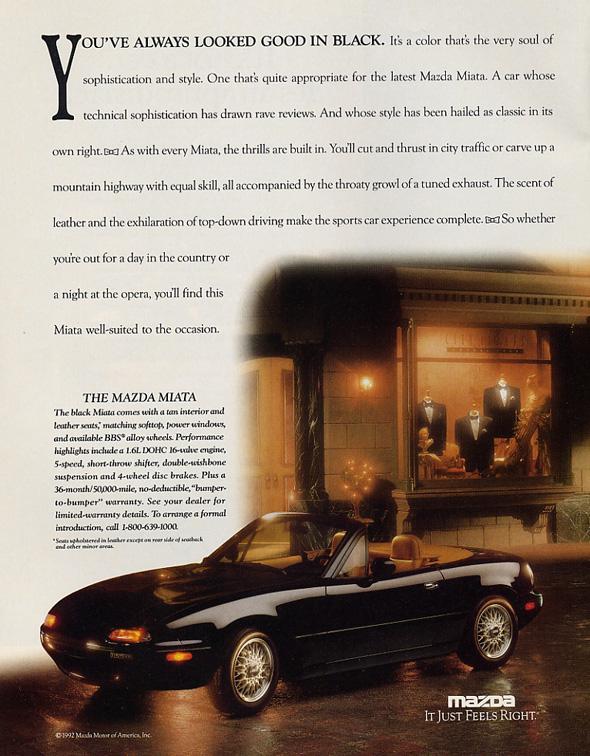 YOU'VE ALWAYS LOOKED GOOD IN BLACK. It's a color that's the very soul of
sophistication and style. One that's quite appropriate for the latest Mazda Miata. A car whose
technical sophistication has drawn rave reviews. And whose style has been hailed as classic in its
own right. As with every Miata, the thrills are built in. You'll cut and thrust in city traffic or carve up a
mountain highway with equal skill, all accompanied by the throaty growl of a tuned exhaust. The scent of
leather and the exhilaration of top-down driving make the sports car experience complete. So whether
you're out for a day in the country or
a night at the opera, you'll find this
Miata well-suited to the occasion.
THE MAZDA MIATA
The black Miata comes with a tan interior and
leather seats,* matching softtop, power windows,
and available BBS® alloy wheels. Performance
highlights include a 1.6L DOHC 16-valve engine,
5-speed, short-throw shifter, double-wishbone
suspension and 4-wheel disc brakes. Plus a
36-month/50,000-mile, no-deductible, "bumper-
to-bumper" warranty. See your dealer for
limited-warranty details. To arrange a formal
introduction, call 1-800-639-1000.
*Seats upholstered in leather except on rear side of seatback
and other minor areas.
mazda
IT JUST FEELS RIGHT.™
©1992 Mazda Motor of America, Inc.